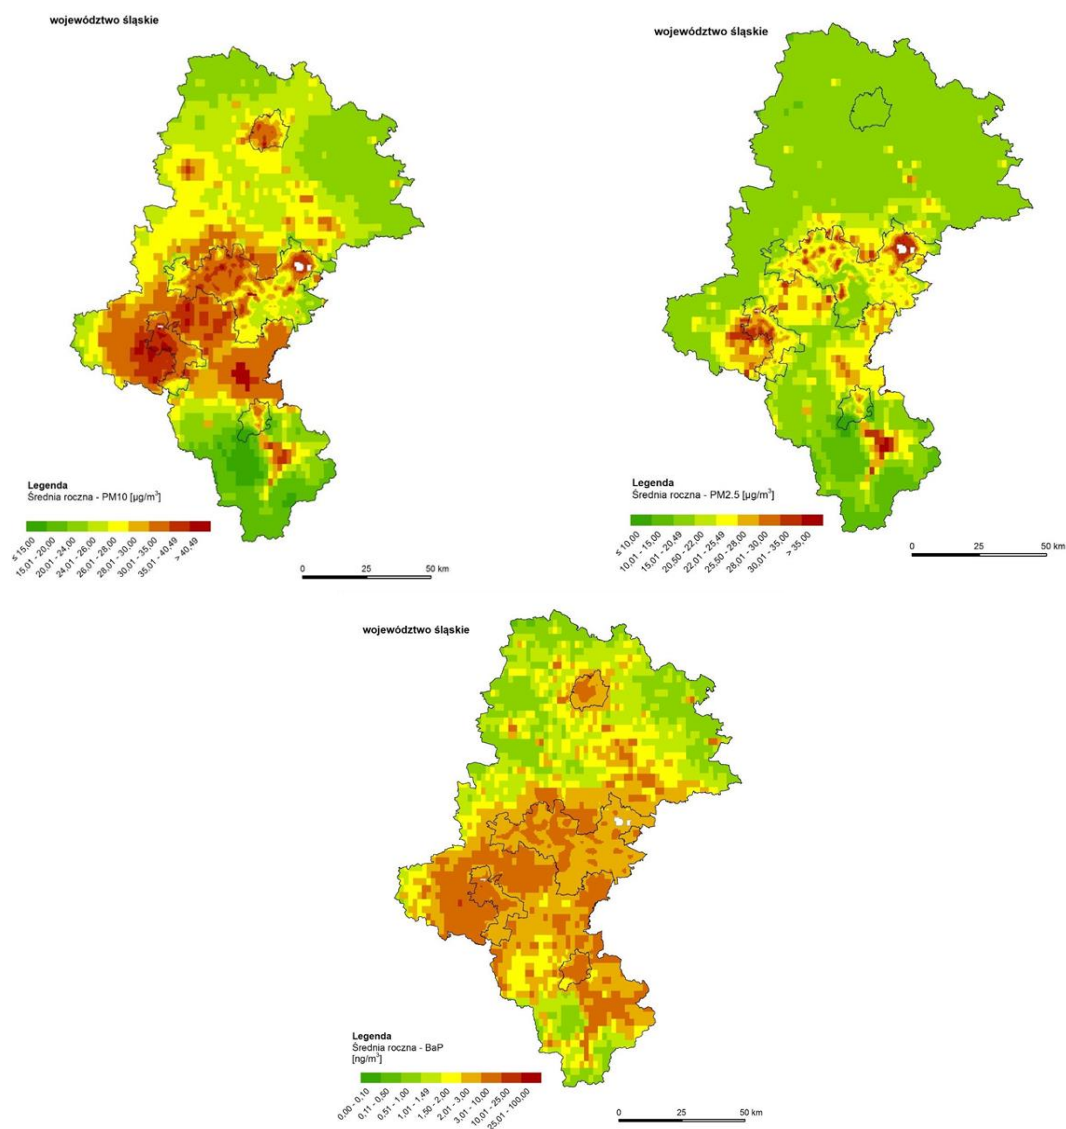 województwo śląskie
Legenda
Średnia roczna - PM10 [µg/m³]
≤ 15,00
15,01 - 20,00
20,01 - 24,00
24,01 - 26,00
26,01 - 28,00
28,01 - 30,00
30,01 - 35,00
35,01 - 40,49
> 40,49
0 25 50 km
województwo śląskie
Legenda
Średnia roczna - PM2.5 [µg/m³]
≤ 10,00
10,01 - 15,00
15,01 - 20,49
20,50 - 22,00
22,01 - 25,49
25,50 - 28,00
28,01 - 30,00
30,01 - 35,00
> 35,00
0 25 50 km
województwo śląskie
Legenda
Średnia roczna - BaP
[ng/m³]
0,00 - 0,10
0,11 - 0,50
0,51 - 1,00
1,01 - 1,49
1,50 - 2,00
2,01 - 3,00
3,01 - 10,00
10,01 - 25,00
25,01 - 100,00
0 25 50 km